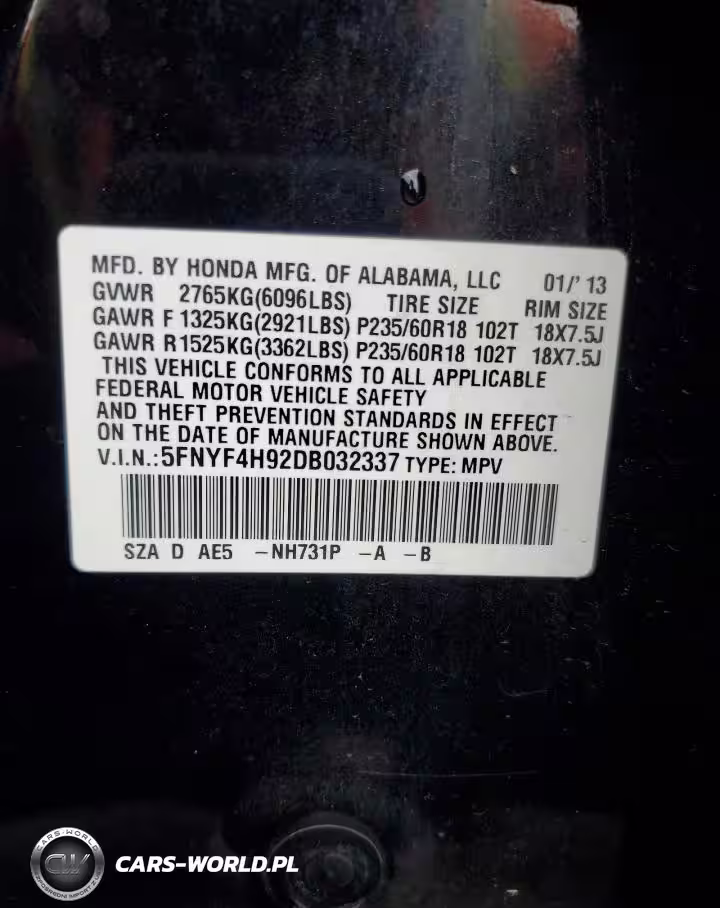 MFD. BY HONDA MFG. OF ALABAMA, LLC 01/' 13
GVWR 2765KG(6096LBS) TIRE SIZE RIM SIZE
GAWR F 1325KG(2921LBS) P235/60R18 102T 18X7.5J
GAWR R1525KG(3362LBS) P235/60R18 102T 18X7.5J
THIS VEHICLE CONFORMS TO ALL APPLICABLE
FEDERAL MOTOR VEHICLE SAFETY
AND THEFT PREVENTION STANDARDS IN EFFECT
ON THE DATE OF MANUFACTURE SHOWN ABOVE.
V.I.N.:5FNYF4H92DB032337 TYPE: MPV
SZA D AE5 -NH731P -A -B
CARS-WORLD
CARS-WORLD.PL